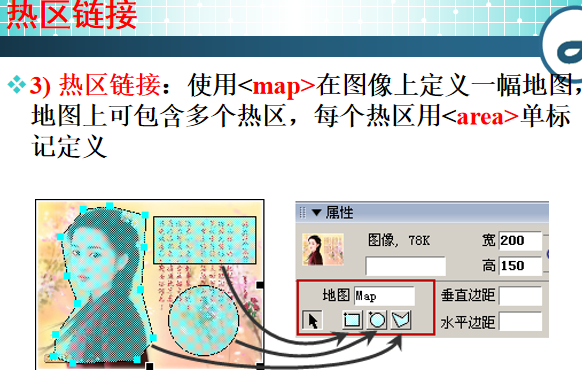 热区链接
3) 热区链接：使用<map>在图像上定义一幅地图，
地图上可包含多个热区，每个热区用<area>单标
记定义
属性
图像, 78K
宽 200
高 150
地图 Map
垂直边距
水平边距